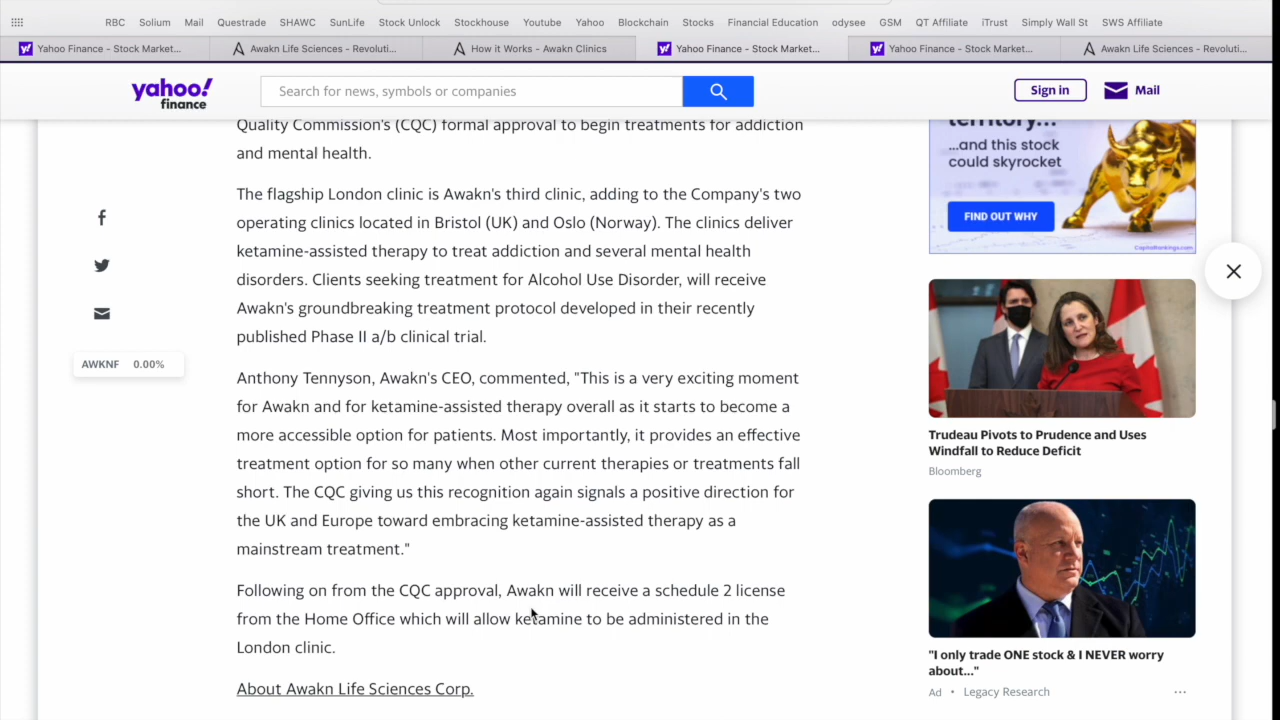 RBC Solium Mail Questrade SHAWC SunLife Stock Unlock Stockhouse Youtube Yahoo Blockchain Stocks Financial Education odysee GSM QT Affiliate iTrust Simply Wall St SWS Affiliate
Yahoo Finance - Stock Market... Awakn Life Sciences - Revoluti... How it Works - Awakn Clinics Yahoo Finance - Stock Market... Yahoo Finance - Stock Market... Awakn Life Sciences - Revoluti...
yahoo!
finance
Search for news, symbols or companies
Sign in
Mail
Quality Commission's (CQC) formal approval to begin treatments for addiction
and mental health.
The flagship London clinic is Awakn's third clinic, adding to the Company's two
operating clinics located in Bristol (UK) and Oslo (Norway). The clinics deliver
ketamine-assisted therapy to treat addiction and several mental health
disorders. Clients seeking treatment for Alcohol Use Disorder, will receive
Awakn's groundbreaking treatment protocol developed in their recently
published Phase II a/b clinical trial.
AWKNF 0.00%
Anthony Tennyson, Awakn's CEO, commented, "This is a very exciting moment
for Awakn and for ketamine-assisted therapy overall as it starts to become a
more accessible option for patients. Most importantly, it provides an effective
treatment option for so many when other current therapies or treatments fall
short. The CQC giving us this recognition again signals a positive direction for
the UK and Europe toward embracing ketamine-assisted therapy as a
mainstream treatment."
Following on from the CQC approval, Awakn will receive a schedule 2 license
from the Home Office which will allow ketamine to be administered in the
London clinic.
About Awakn Life Sciences Corp.
territory...
...and this stock
could skyrocket
FIND OUT WHY
CapitalRankings.com
Trudeau Pivots to Prudence and Uses
Windfall to Reduce Deficit
Bloomberg
"I only trade ONE stock & I NEVER worry
about..."
Ad • Legacy Research ...